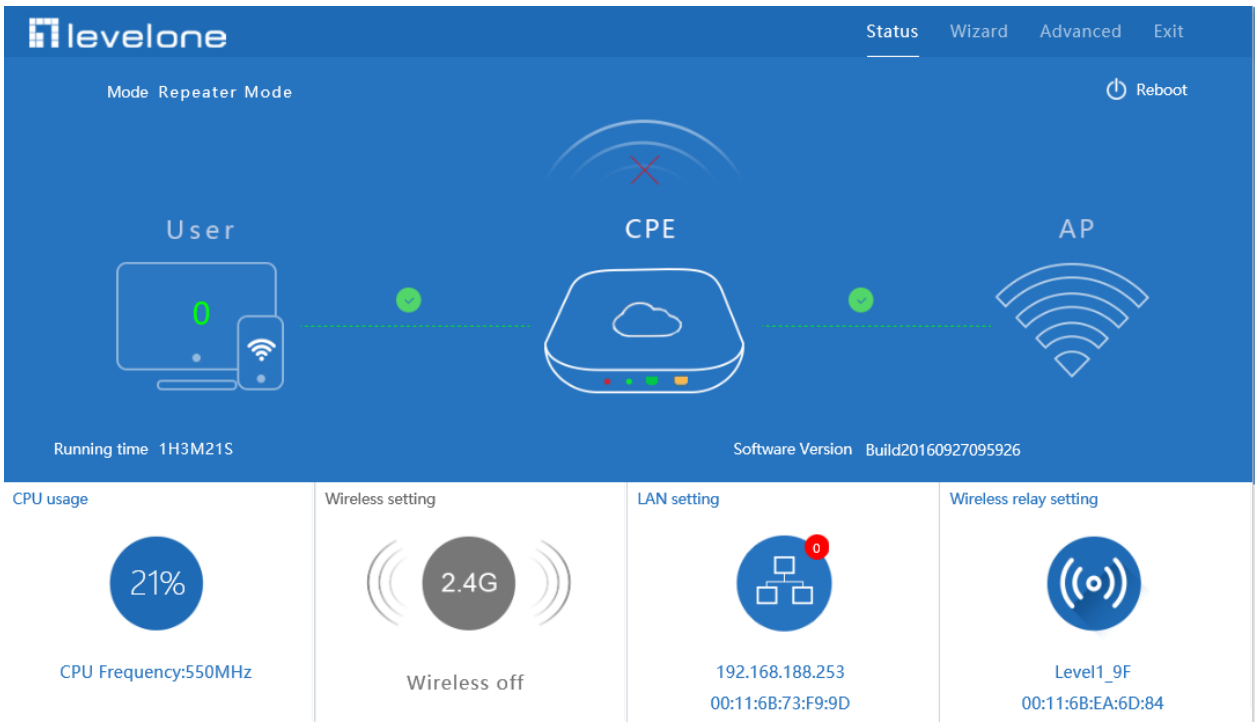 levelone
Status Wizard Advanced Exit
Mode Repeater Mode
Reboot
User CPE AP
0
Running time 1H3M21S
Software Version Build20160927095926
CPU usage
Wireless setting
LAN setting
Wireless relay setting
21%
2.4G
0
CPU Frequency:550MHz
Wireless off
192.168.188.253
00:11:6B:73:F9:9D
Level1_9F
00:11:6B:EA:6D:84